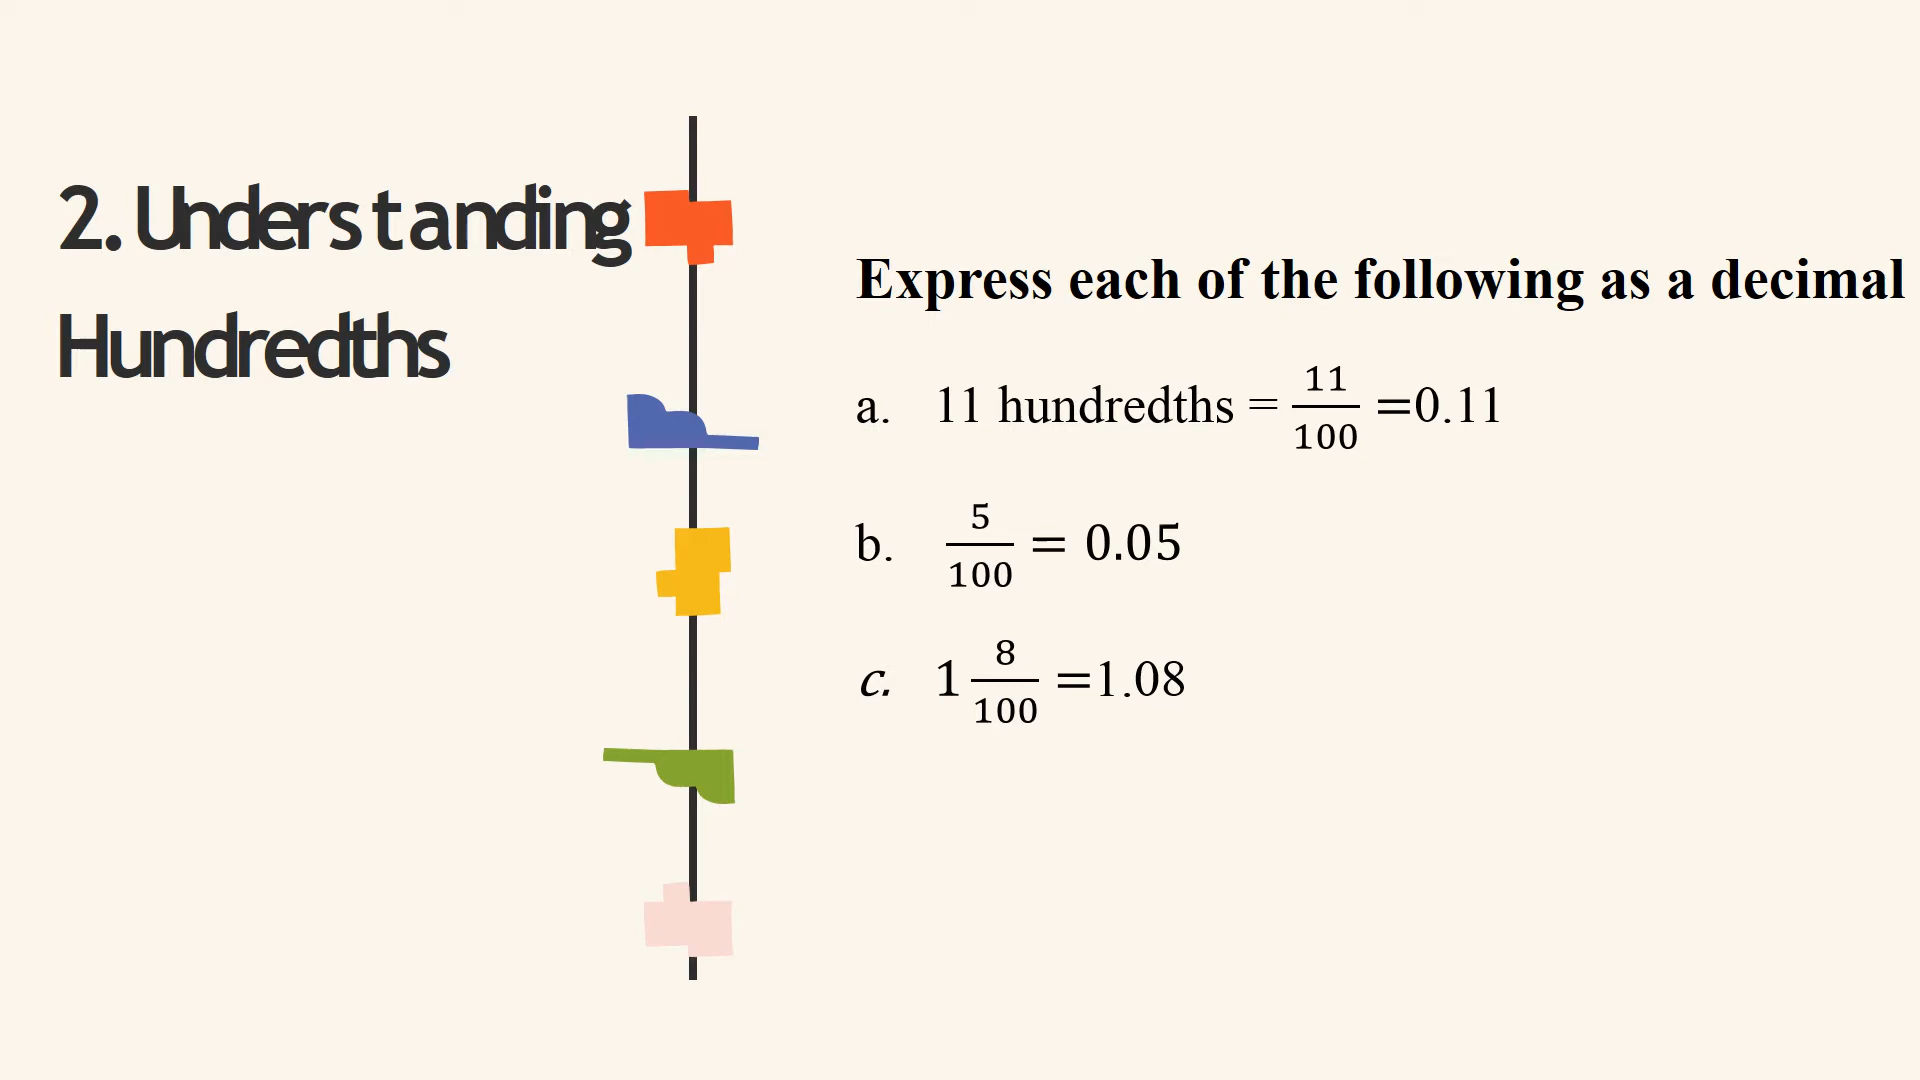 2. Understanding
Hundredths
Express each of the following as a decimal
a. 11 hundredths = 11/100 =0.11
b. 5/100 = 0.05
c. 1 8/100 =1.08